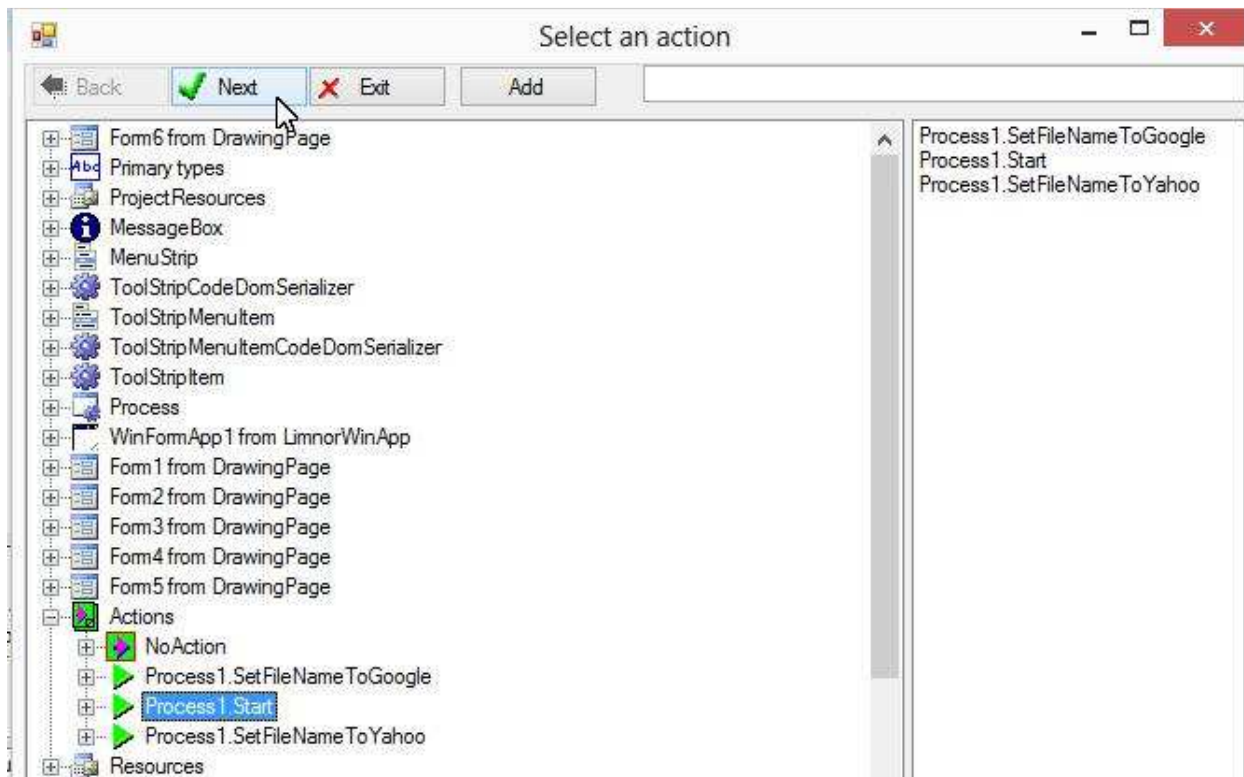 Select an action
Back Next Exit Add
Form6 from DrawingPage
Abc Primary types
ProjectResources
MessageBox
MenuStrip
ToolStripCodeDomSerializer
ToolStripMenuItem
ToolStripMenuItemCodeDomSerializer
ToolStripItem
Process
WinFormApp1 from LimnorWinApp
Form1 from DrawingPage
Form2 from DrawingPage
Form3 from DrawingPage
Form4 from DrawingPage
Form5 from DrawingPage
Actions
NoAction
Process1.SetFileNameToGoogle
Process1.Start
Process1.SetFileNameToYahoo
Resources
Process1.SetFileNameToGoogle
Process1.Start
Process1.SetFileNameToYahoo